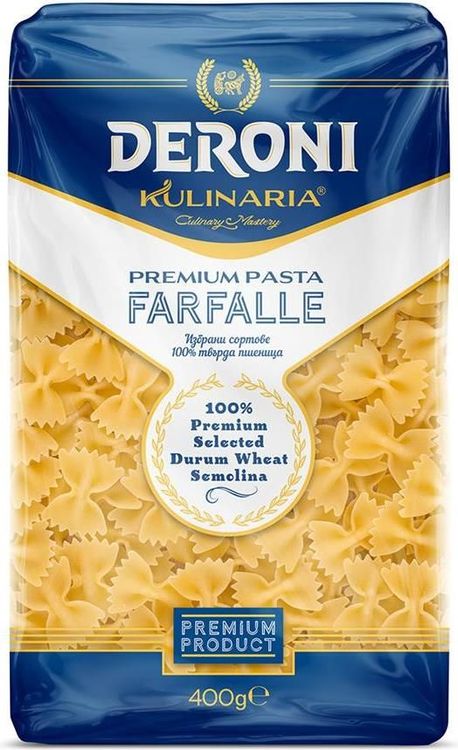 DERONI
KULINARIA®
Culinary Mastery
PREMIUM PASTA
FARFALLE
Избрани сортове
100% твърда пшеница
100%
Premium
Selected
Durum Wheat
Semolina
PREMIUM
PRODUCT
400g℮